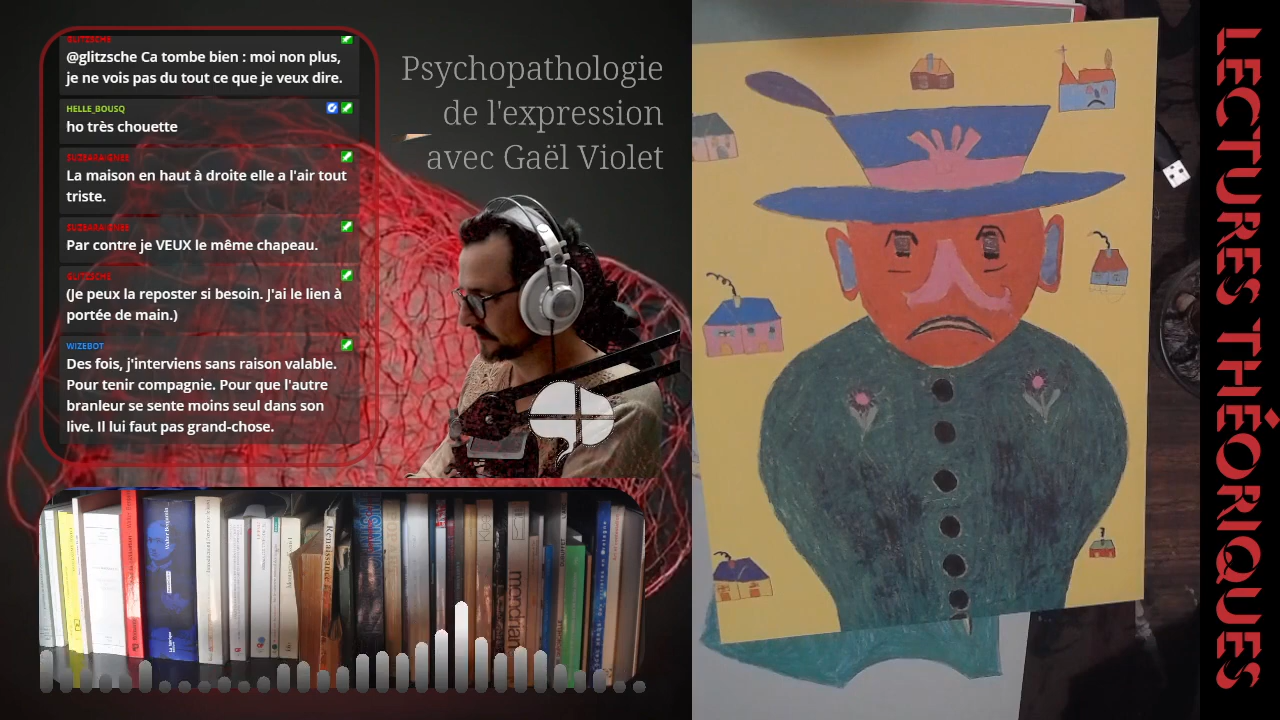 GLITZSCHE
@glitzsche Ca tombe bien : moi non plus,
je ne vois pas du tout ce que je veux dire.
HELLE_BOUSQ
ho très chouette
SUZEARAIGNEE
La maison en haut à droite elle a l'air tout
triste.
SUZEARAIGNEE
Par contre je VEUX le même chapeau.
GLITZSCHE
(Je peux la reposter si besoin. J'ai le lien à
portée de main.)
WIZEBOT
Des fois, j'interviens sans raison valable.
Pour tenir compagnie. Pour que l'autre
branleur se sente moins seul dans son
live. Il lui faut pas grand-chose.
Psychopathologie
de l'expression
avec Gaël Violet
LECTURES THÉORIQUES